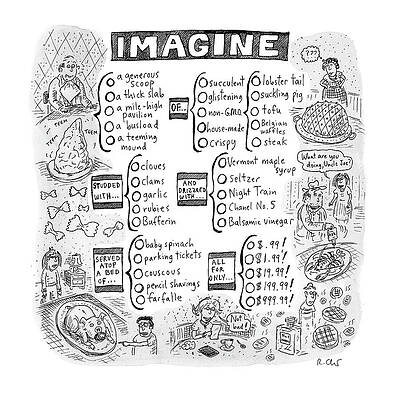 IMAGINE
a generous
scoop
a thick slab
a mile-high
pavilion
a busload
a teeming
mound
OF...
succulent
glistening
non-GMO
house-made
crispy
lobster tail
suckling pig
tofu
Belgian
waffles
steak
???
TEEM TEEM
TEEM
STUDDED
WITH...
cloves
clams
garlic
rubies
Bufferin
AND
DRIZZLED
WITH...
Vermont maple
syrup
Seltzer
Night Train
Chanel No. 5
Balsamic vinegar
What are you
doing, Uncle Joe?
SERVED
ATOP
A BED
OF...
baby spinach
parking tickets
couscous
pencil shavings
farfalle
ALL
FOR
ONLY...
$.99!
$1.99!
$19.99!
$199.99!
$999.99!
Not
bad!
R. Chast